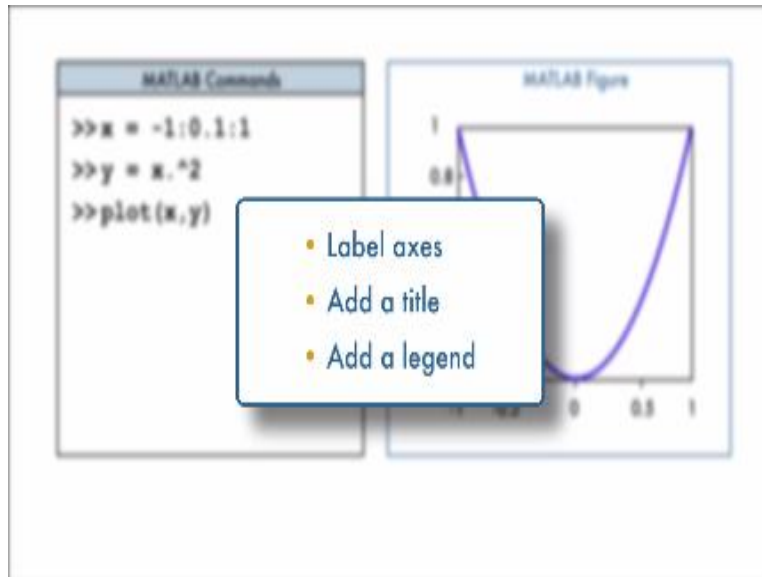 MATLAB Commands
>>x = -1:0.1:1
>>y = x.^2
>>plot(x,y)
MATLAB Figure
1
0.8
0 0.5 1
• Label axes
• Add a title
• Add a legend